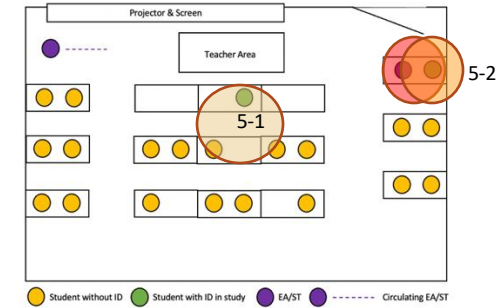 Projector & Screen
Teacher Area
5-2
5-1
Student without ID
Student with ID in study
EA/ST
Circulating EA/ST